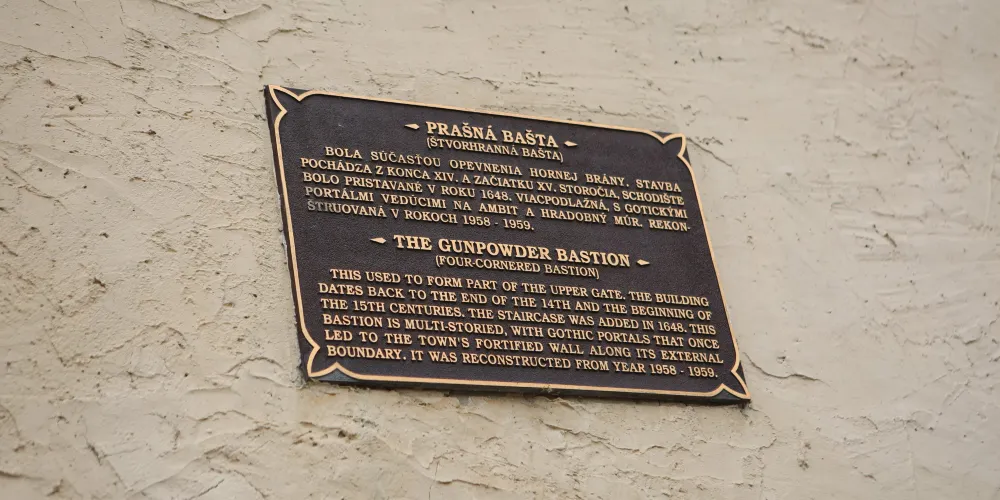 PRAŠNÁ BAŠTA
(ŠTVORHRANNÁ BAŠTA)
BOLA SÚČASŤOU OPEVNENIA HORNEJ BRÁNY. STAVBA
POCHÁDZA Z KONCA XIV. A ZAČIATKU XV. STOROČIA, SCHODIŠTE
BOLO PRISTAVANÉ V ROKU 1648. VIACPODLAŽNÁ, S GOTICKÝMI
PORTÁLMI VEDÚCIMI NA AMBIT A HRADOBNÝ MÚR. REKON-
ŠTRUOVANÁ V ROKOCH 1958 - 1959.
THE GUNPOWDER BASTION
(FOUR-CORNERED BASTION)
THIS USED TO FORM PART OF THE UPPER GATE. THE BUILDING
DATES BACK TO THE END OF THE 14TH AND THE BEGINNING OF
THE 15TH CENTURIES. THE STAIRCASE WAS ADDED IN 1648. THIS
BASTION IS MULTI-STORIED, WITH GOTHIC PORTALS THAT ONCE
LED TO THE TOWN'S FORTIFIED WALL ALONG ITS EXTERNAL
BOUNDARY. IT WAS RECONSTRUCTED FROM YEAR 1958 - 1959.